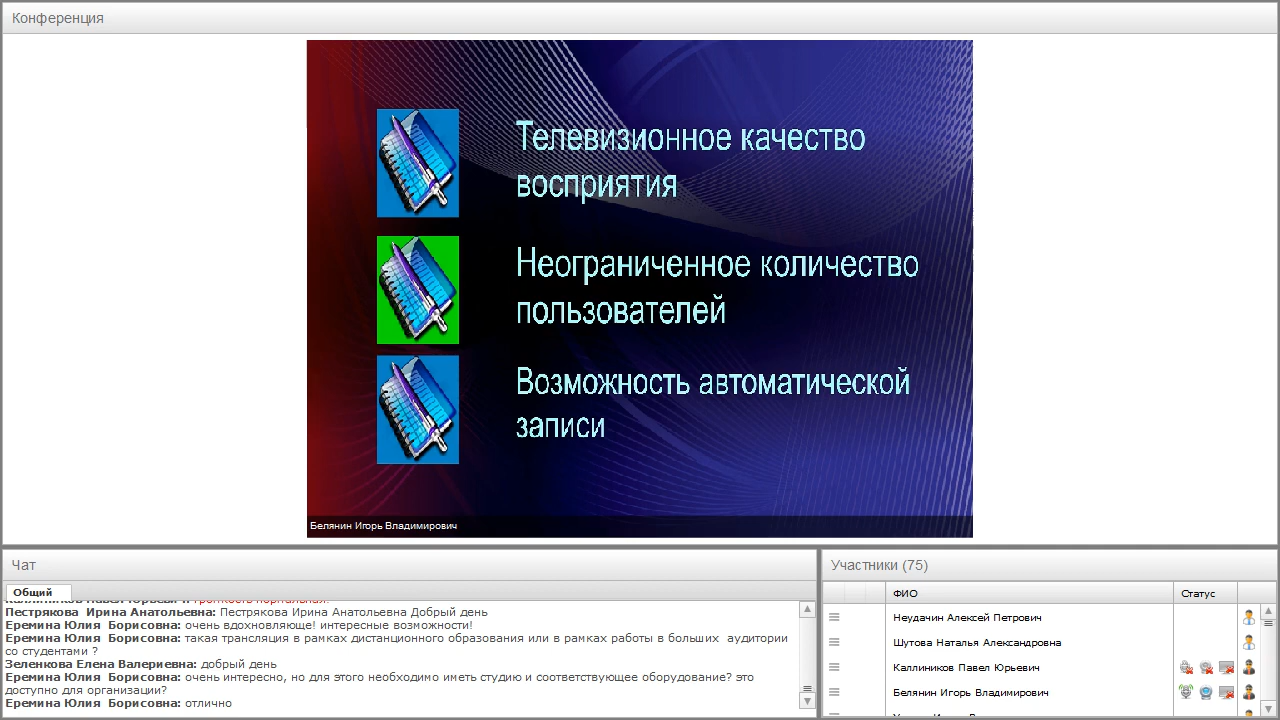 Конференция
Телевизионное качество
восприятия
Неограниченное количество
пользователей
Возможность автоматической
записи
Белянин Игорь Владимирович
Чат
Общий
Пестрякова  Ирина Анатольевна: Пестрякова Ирина Анатольевна Добрый день
Еремина Юлия  Борисовна: очень вдохновляюще! интересные возможности!
Еремина Юлия  Борисовна: такая трансляция в рамках дистанционного образования или в рамках работы в больших  аудитории
со студентами ?
Зеленкова Елена Валериевна: добрый день
Еремина Юлия  Борисовна: очень интересно, но для этого необходимо иметь студию и соответствующее оборудование? это
доступно для организации?
Еремина Юлия  Борисовна: отлично
Участники (75)
ФИО Статус
Неудачин Алексей Петрович
Шутова Наталья Александровна
Каллиников Павел Юрьевич
Белянин Игорь Владимирович